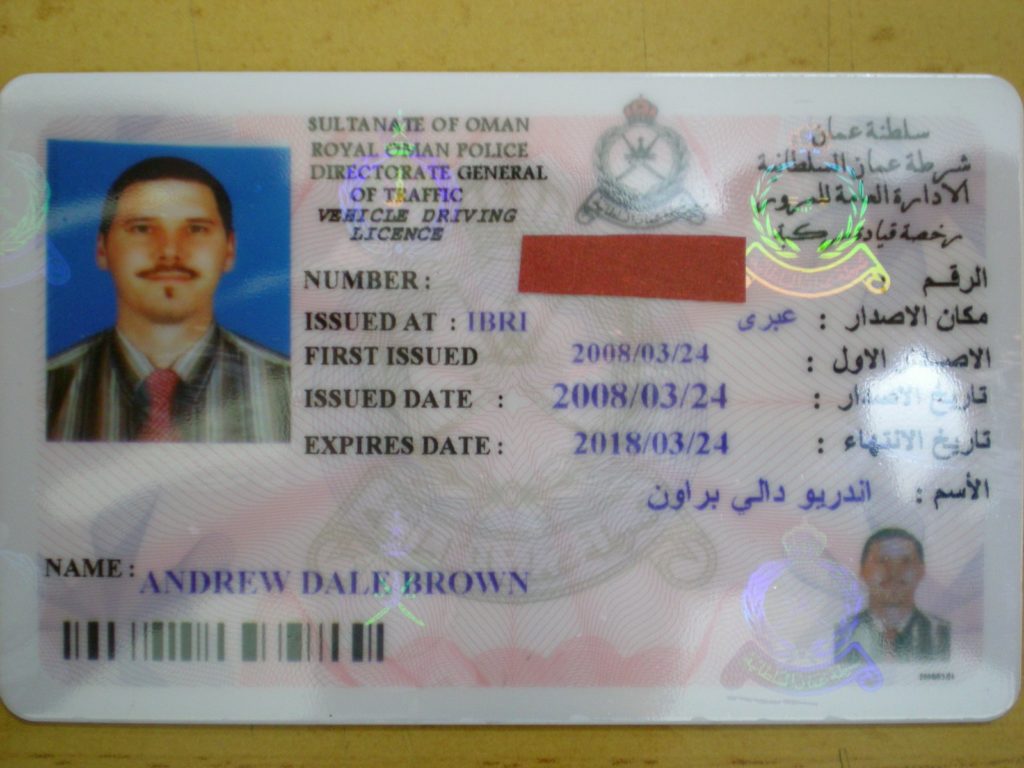 SULTANATE OF OMAN
ROYAL OMAN POLICE
DIRECTORATE GENERAL
OF TRAFFIC
VEHICLE DRIVING
LICENCE
سلطنة عمان
شرطة عمان السلطانية
الادارة العامة للمرور
رخصة قيادة مركبة
NUMBER : الرقم
ISSUED AT : IBRI عبرى : مكان الاصدار
FIRST ISSUED 2008/03/24 : الاصدار الاول
ISSUED DATE : 2008/03/24 : تاريخ الاصدار
EXPIRES DATE : 2018/03/24 : تاريخ الانتهاء
الأسم : اندريو دالي براون
NAME : ANDREW DALE BROWN